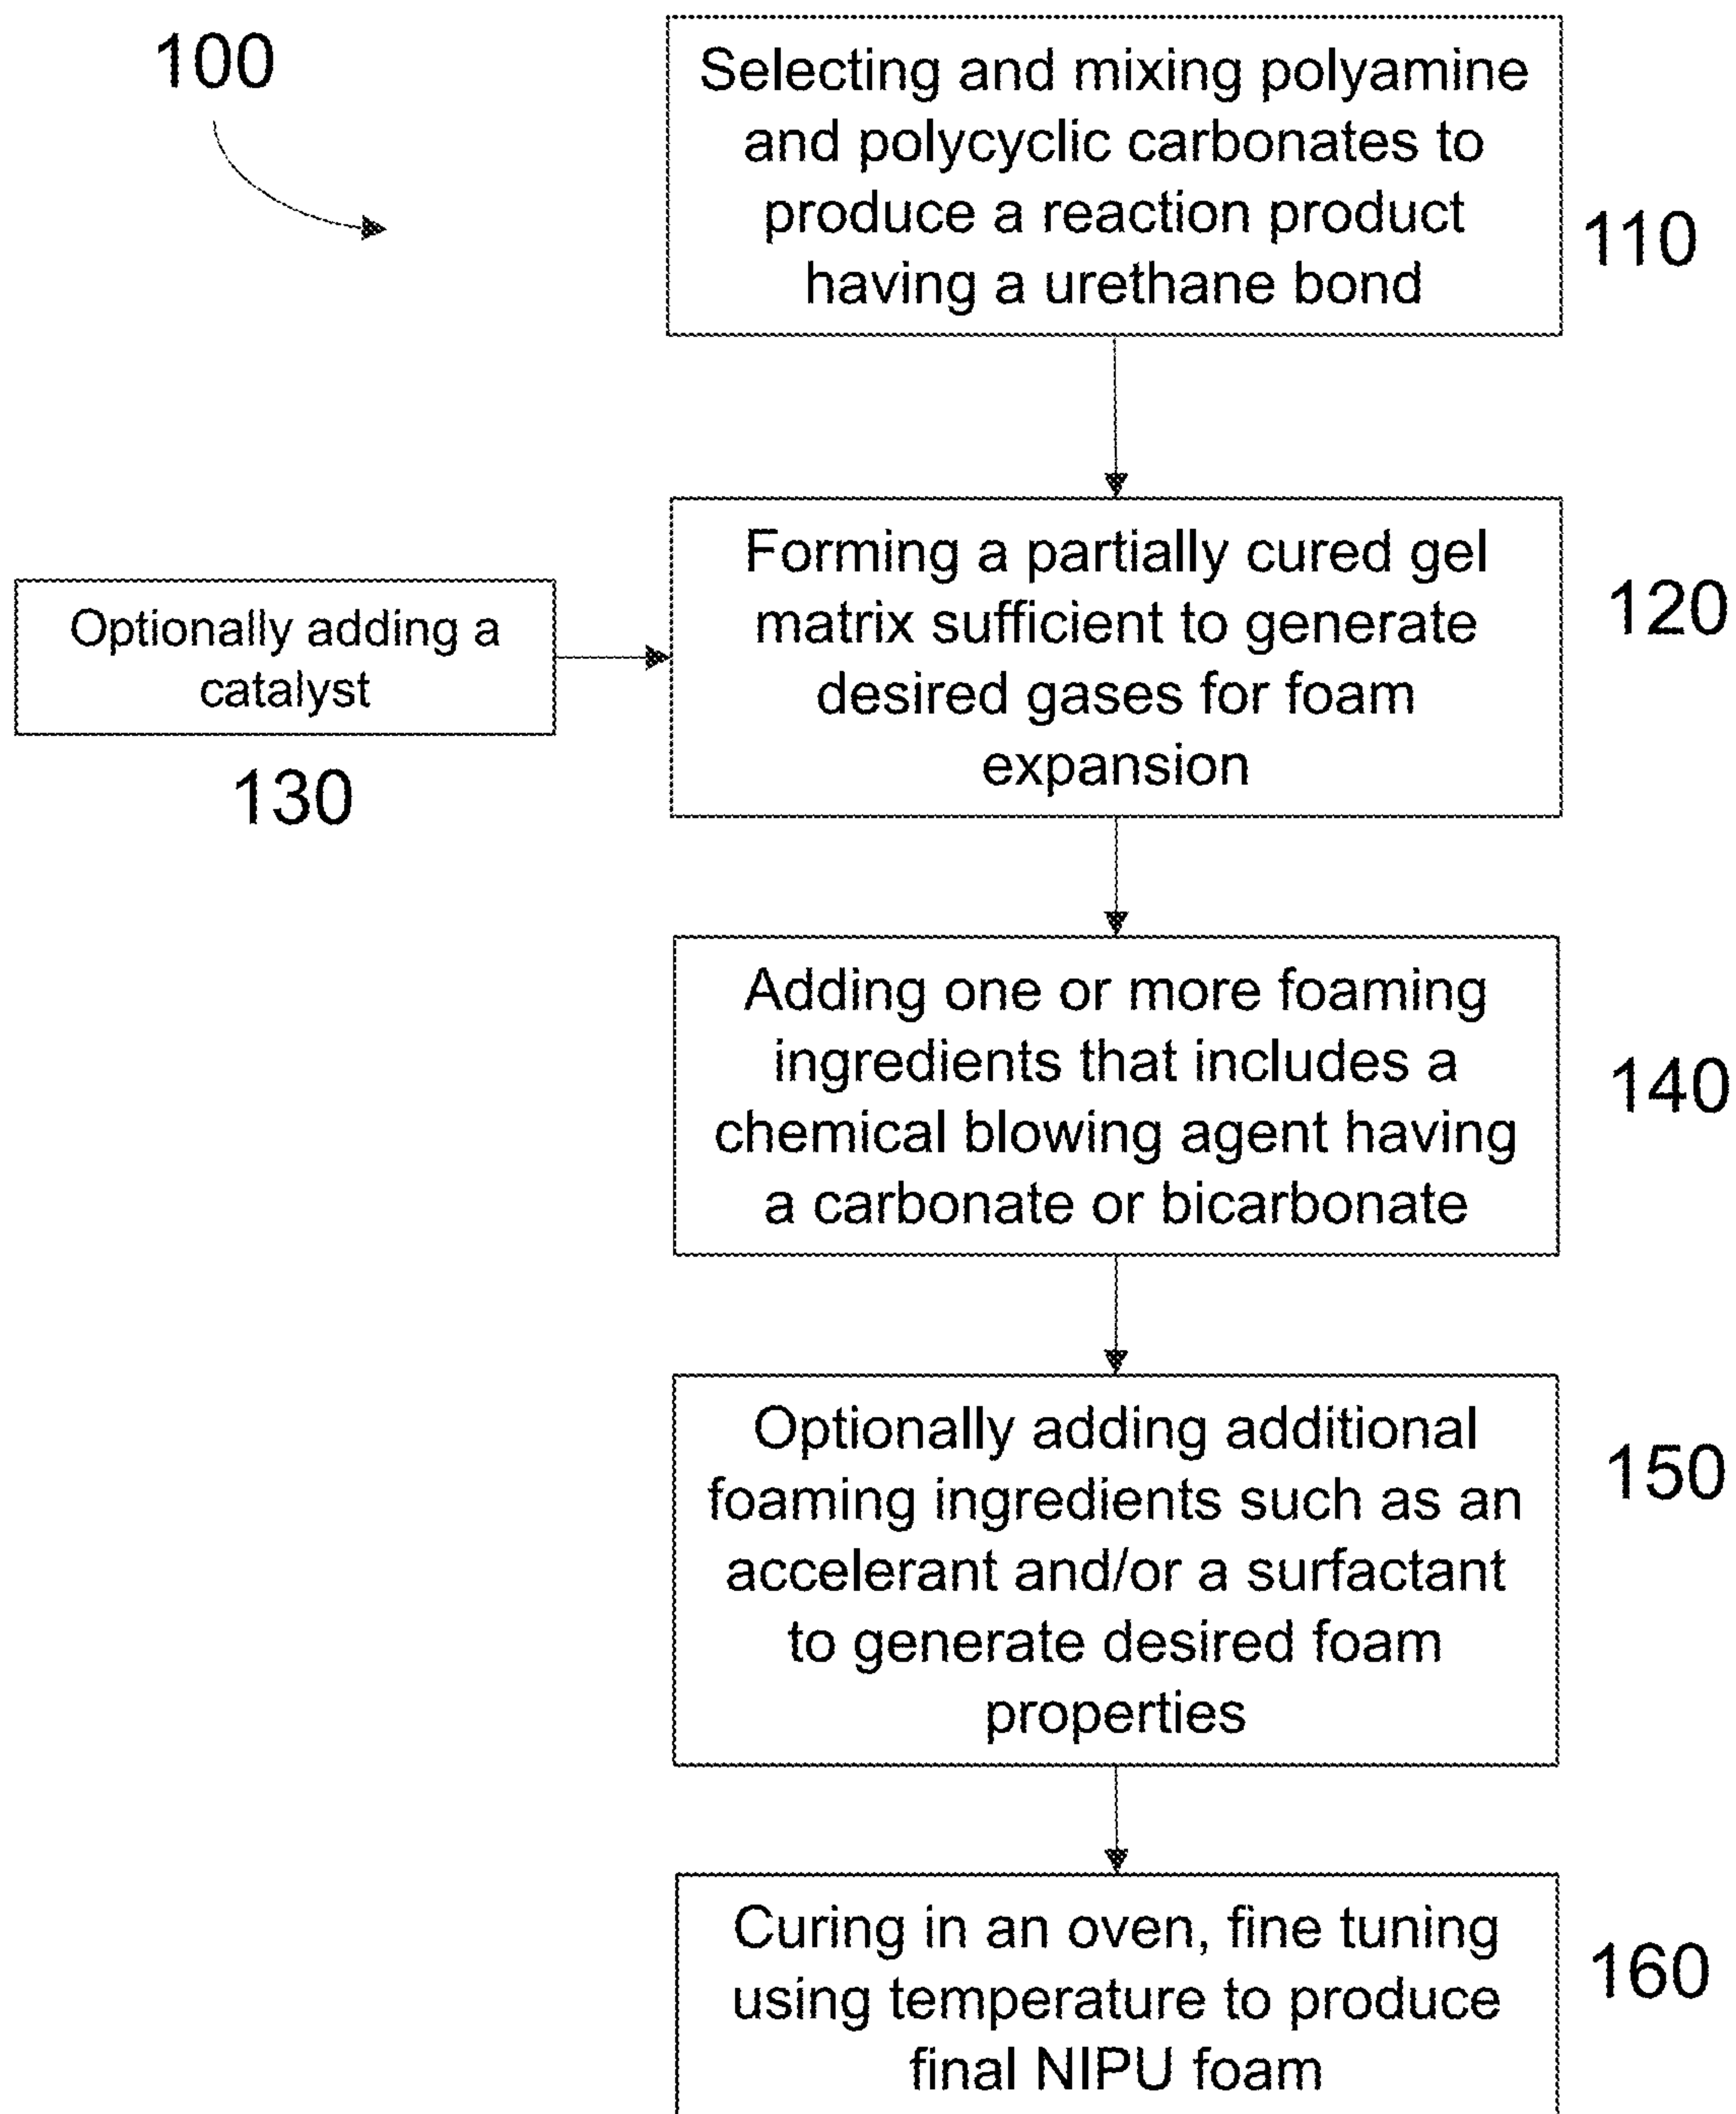 100
Selecting and mixing polyamine
and polycyclic carbonates to
produce a reaction product
having a urethane bond
110
Forming a partially cured gel
matrix sufficient to generate
desired gases for foam
expansion
120
Optionally adding a
catalyst
130
Adding one or more foaming
ingredients that includes a
chemical blowing agent having
a carbonate or bicarbonate
140
Optionally adding additional
foaming ingredients such as an
accelerant and/or a surfactant
to generate desired foam
properties
150
Curing in an oven, fine tuning
using temperature to produce
final NIPU foam
160